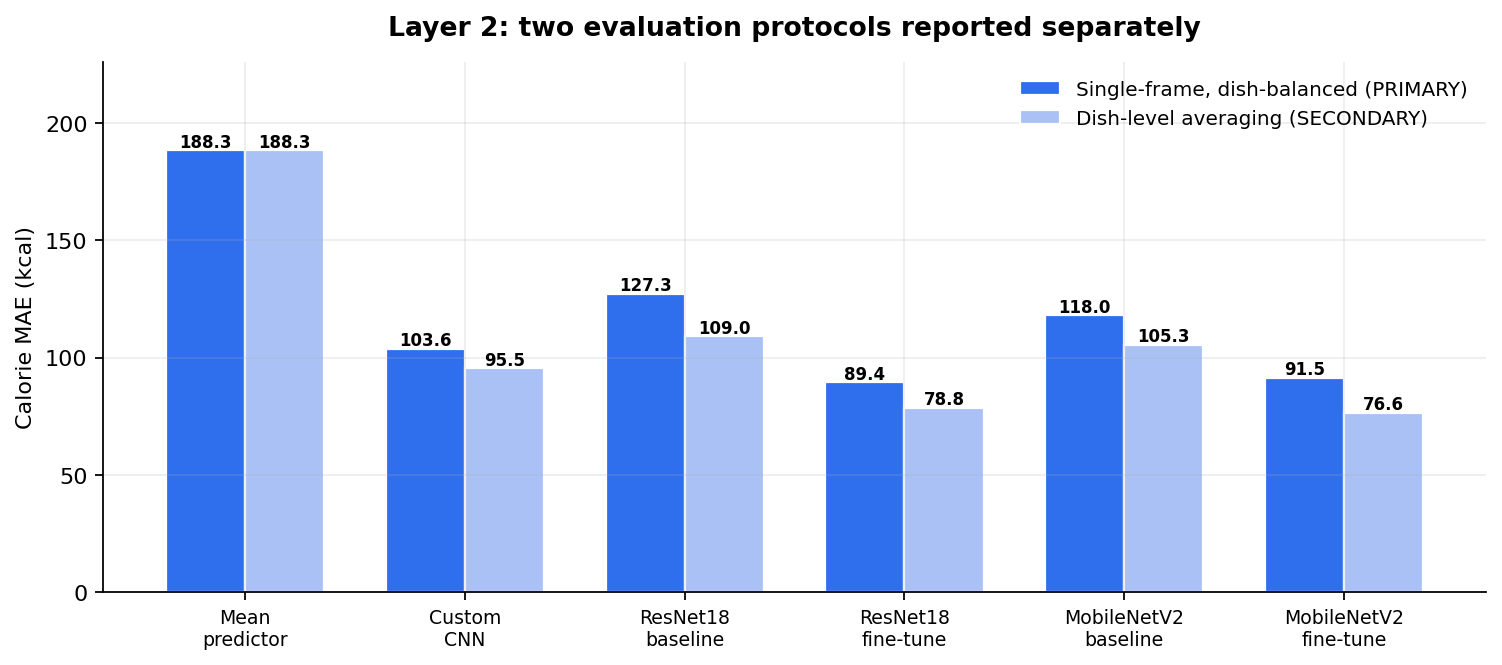 Layer 2: two evaluation protocols reported separately
Single-frame, dish-balanced (PRIMARY)
Dish-level averaging (SECONDARY)
Calorie MAE (kcal)
200
150
100
50
0
188.3 188.3
103.6 95.5
127.3 109.0
89.4 78.8
118.0 105.3
91.5 76.6
Mean
predictor
Custom
CNN
ResNet18
baseline
ResNet18
fine-tune
MobileNetV2
baseline
MobileNetV2
fine-tune